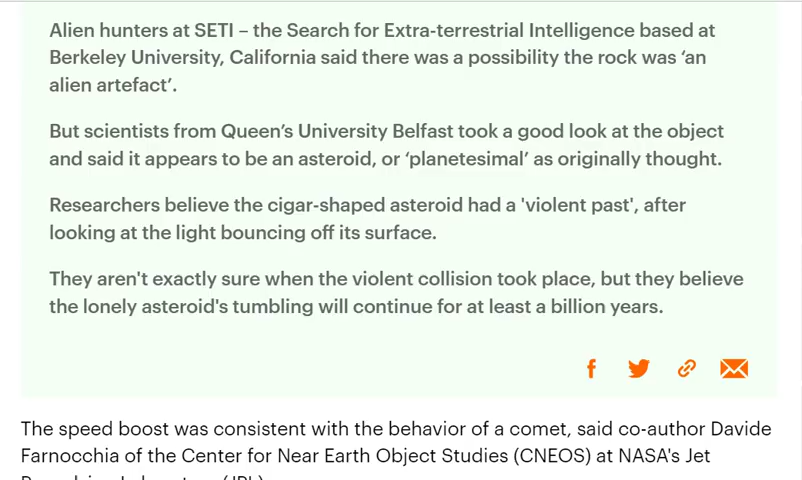 Alien hunters at SETI – the Search for Extra-terrestrial Intelligence based at
Berkeley University, California said there was a possibility the rock was ‘an
alien artefact’.
But scientists from Queen’s University Belfast took a good look at the object
and said it appears to be an asteroid, or ‘planetesimal’ as originally thought.
Researchers believe the cigar-shaped asteroid had a 'violent past', after
looking at the light bouncing off its surface.
They aren't exactly sure when the violent collision took place, but they believe
the lonely asteroid's tumbling will continue for at least a billion years.
The speed boost was consistent with the behavior of a comet, said co-author Davide
Farnocchia of the Center for Near Earth Object Studies (CNEOS) at NASA's Jet